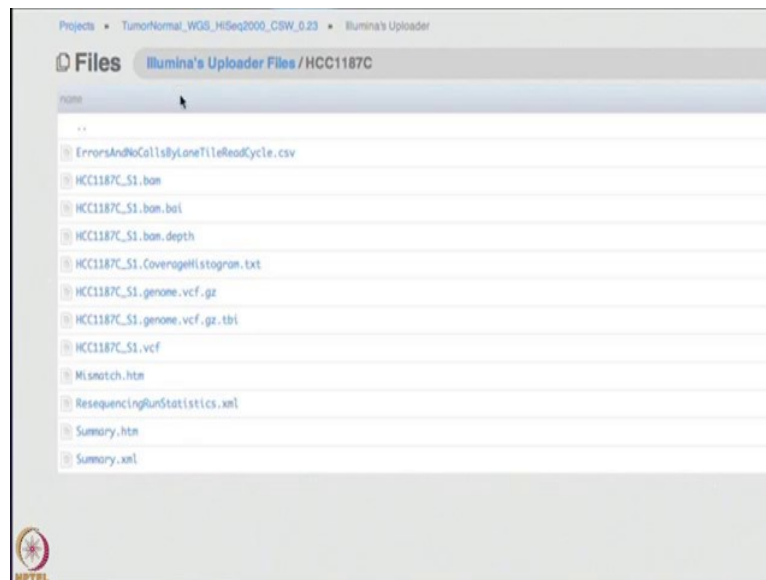 Projects • TumorNormal_WGS_HiSeq2000_CSW_0.23 • Illumina's Uploader
Files Illumina's Uploader Files / HCC1187C
name
..
ErrorsAndNoCallsByLaneTileReadCycle.csv
HCC1187C_S1.bam
HCC1187C_S1.bam.bai
HCC1187C_S1.bam.depth
HCC1187C_S1.CoverageHistogram.txt
HCC1187C_S1.genome.vcf.gz
HCC1187C_S1.genome.vcf.gz.tbi
HCC1187C_S1.vcf
Mismatch.htm
ResequencingRunStatistics.xml
Summary.htm
Summary.xml
NPTEL